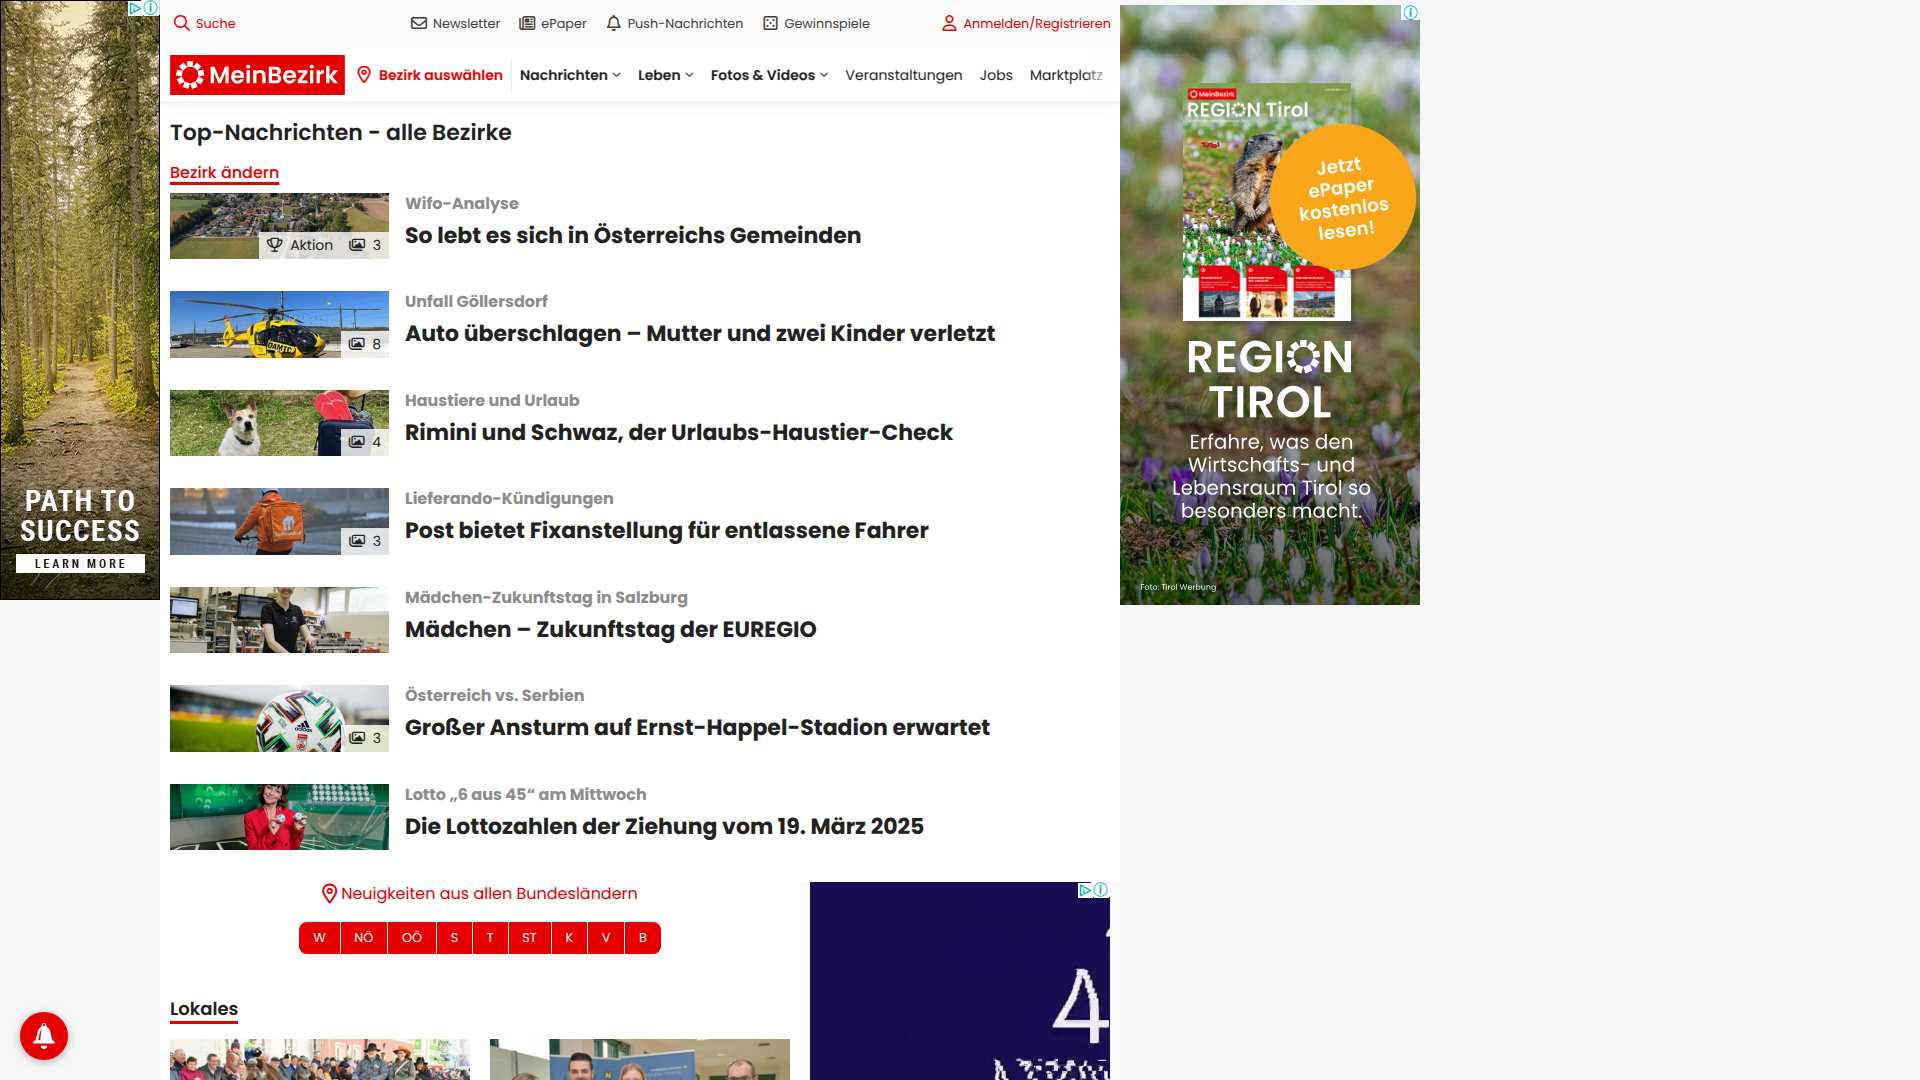 Suche
Newsletter
ePaper
Push-Nachrichten
Gewinnspiele
Anmelden/Registrieren
MeinBezirk
Bezirk auswählen
Nachrichten
Leben
Fotos & Videos
Veranstaltungen
Jobs
Marktplatz
Top-Nachrichten - alle Bezirke
Bezirk ändern
Aktion 3
Wifo-Analyse
So lebt es sich in Österreichs Gemeinden
ÖAMTC
8
Unfall Göllersdorf
Auto überschlagen – Mutter und zwei Kinder verletzt
4
Haustiere und Urlaub
Rimini und Schwaz, der Urlaubs-Haustier-Check
3
Lieferando-Kündigungen
Post bietet Fixanstellung für entlassene Fahrer
Mädchen-Zukunftstag in Salzburg
Mädchen – Zukunftstag der EUREGIO
adidas
3
Österreich vs. Serbien
Großer Ansturm auf Ernst-Happel-Stadion erwartet
Lotto „6 aus 45“ am Mittwoch
Die Lottozahlen der Ziehung vom 19. März 2025
Neuigkeiten aus allen Bundesländern
W NÖ OÖ S T ST K V B
Lokales
PATH TO
SUCCESS
LEARN MORE
MeinBezirk
REGION Tirol
Jetzt
ePaper
kostenlos
lesen!
REGION
TIROL
Erfahre, was den
Wirtschafts- und
Lebensraum Tirol so
besonders macht.
Foto: Tirol Werbung
4